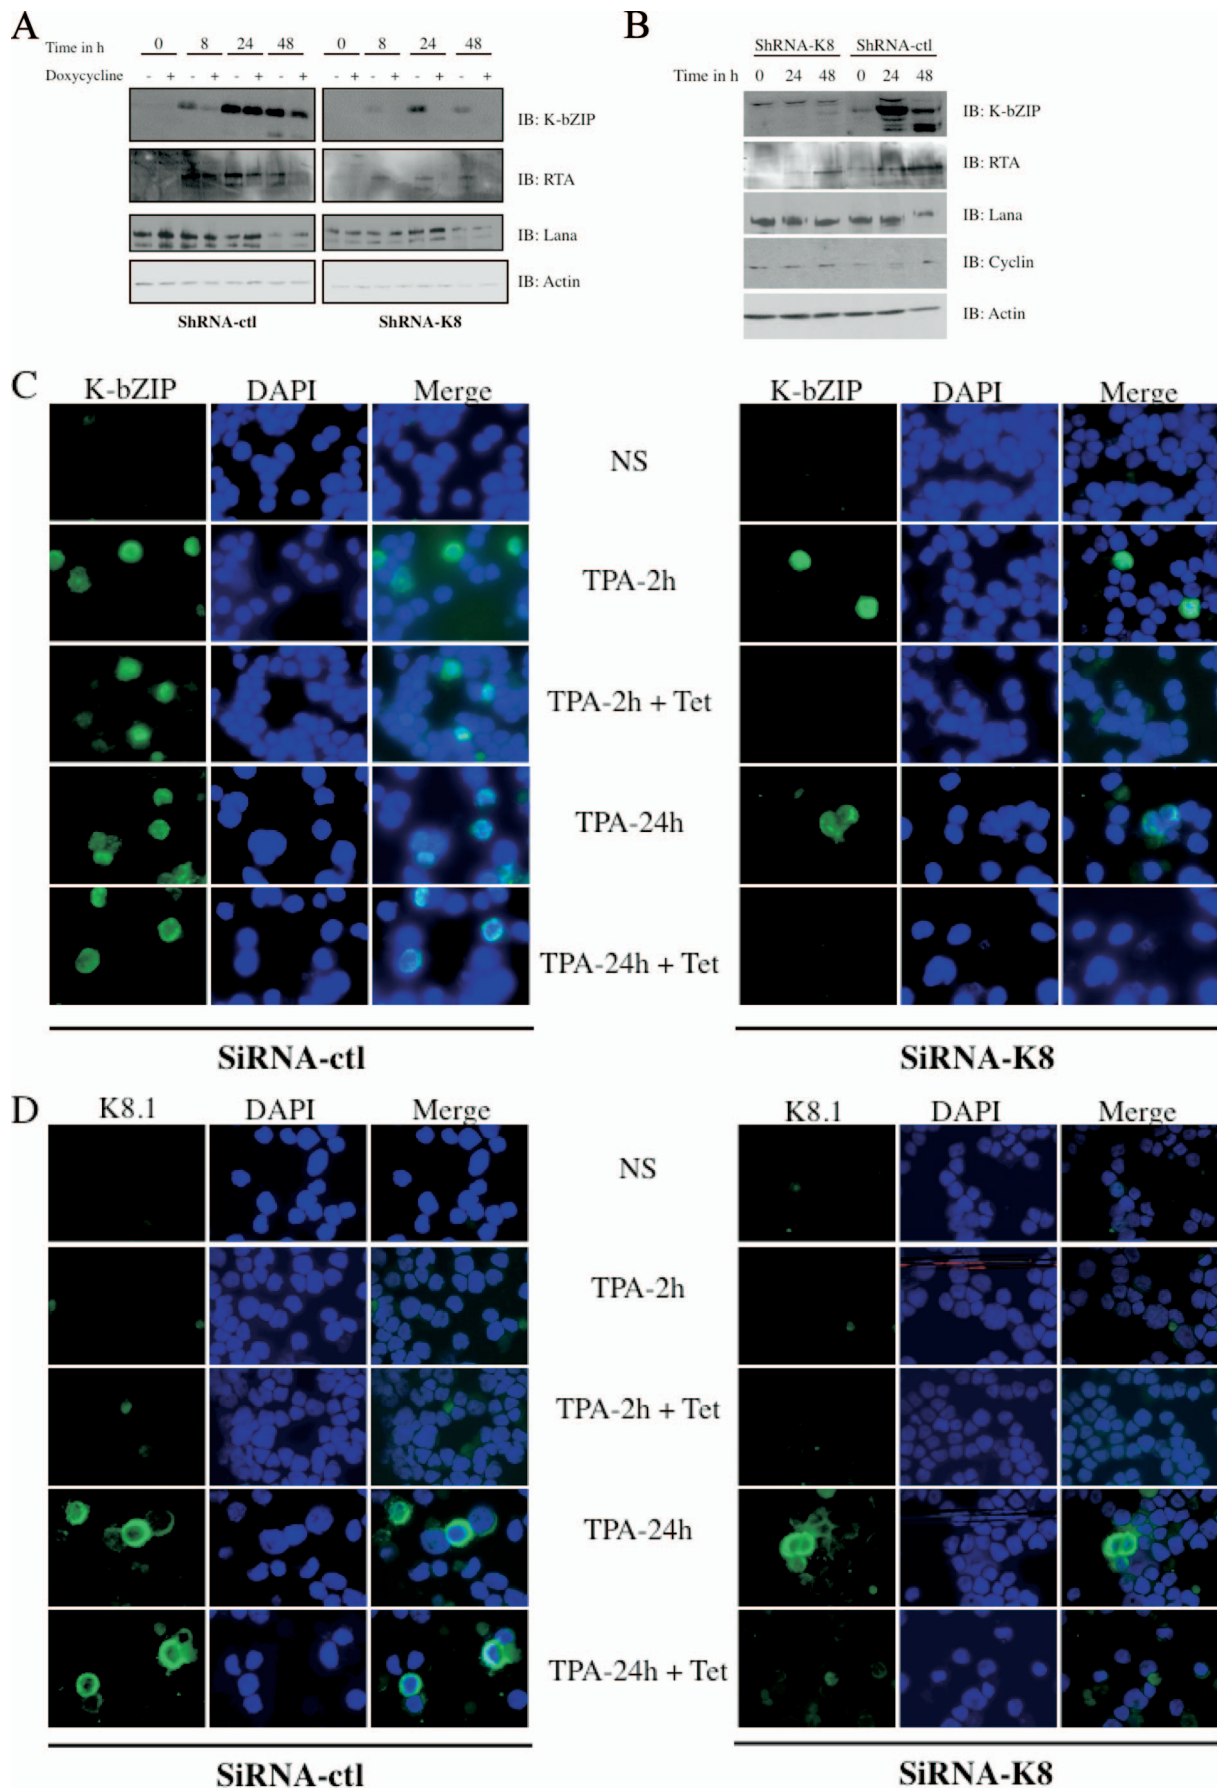 A
Time in h 0 8 24 48 0 8 24 48
Doxycycline - + - + - + - + - + - + - + - +
IB: K-bZIP
IB: RTA
IB: Lana
IB: Actin
ShRNA-ctl ShRNA-K8
B
ShRNA-K8 ShRNA-ctl
Time in h 0 24 48 0 24 48
IB: K-bZIP
IB: RTA
IB: Lana
IB: Cyclin
IB: Actin
C
K-bZIP DAPI Merge K-bZIP DAPI Merge
NS
TPA-2h
TPA-2h + Tet
TPA-24h
TPA-24h + Tet
SiRNA-ctl SiRNA-K8
D
K8.1 DAPI Merge K8.1 DAPI Merge
NS
TPA-2h
TPA-2h + Tet
TPA-24h
TPA-24h + Tet
SiRNA-ctl SiRNA-K8